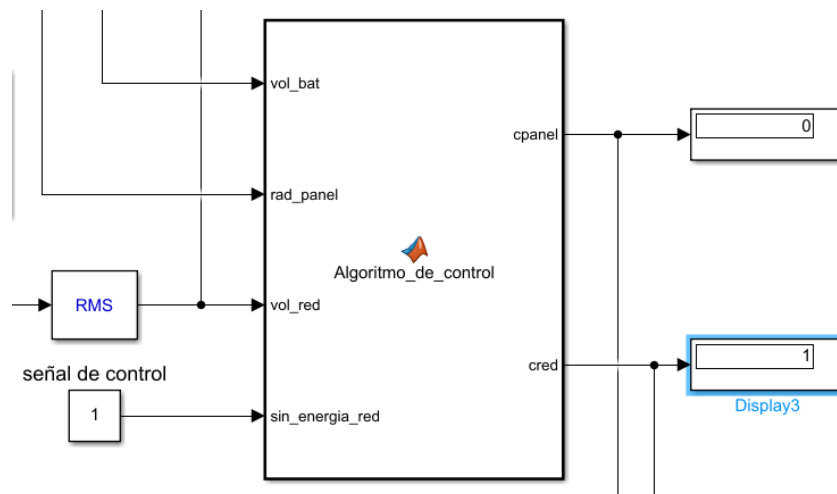 vol_bat
cpanel
0
rad_panel
Algoritmo_de_control
RMS
vol_red
cred
1
Display3
señal de control
1
sin_energia_red